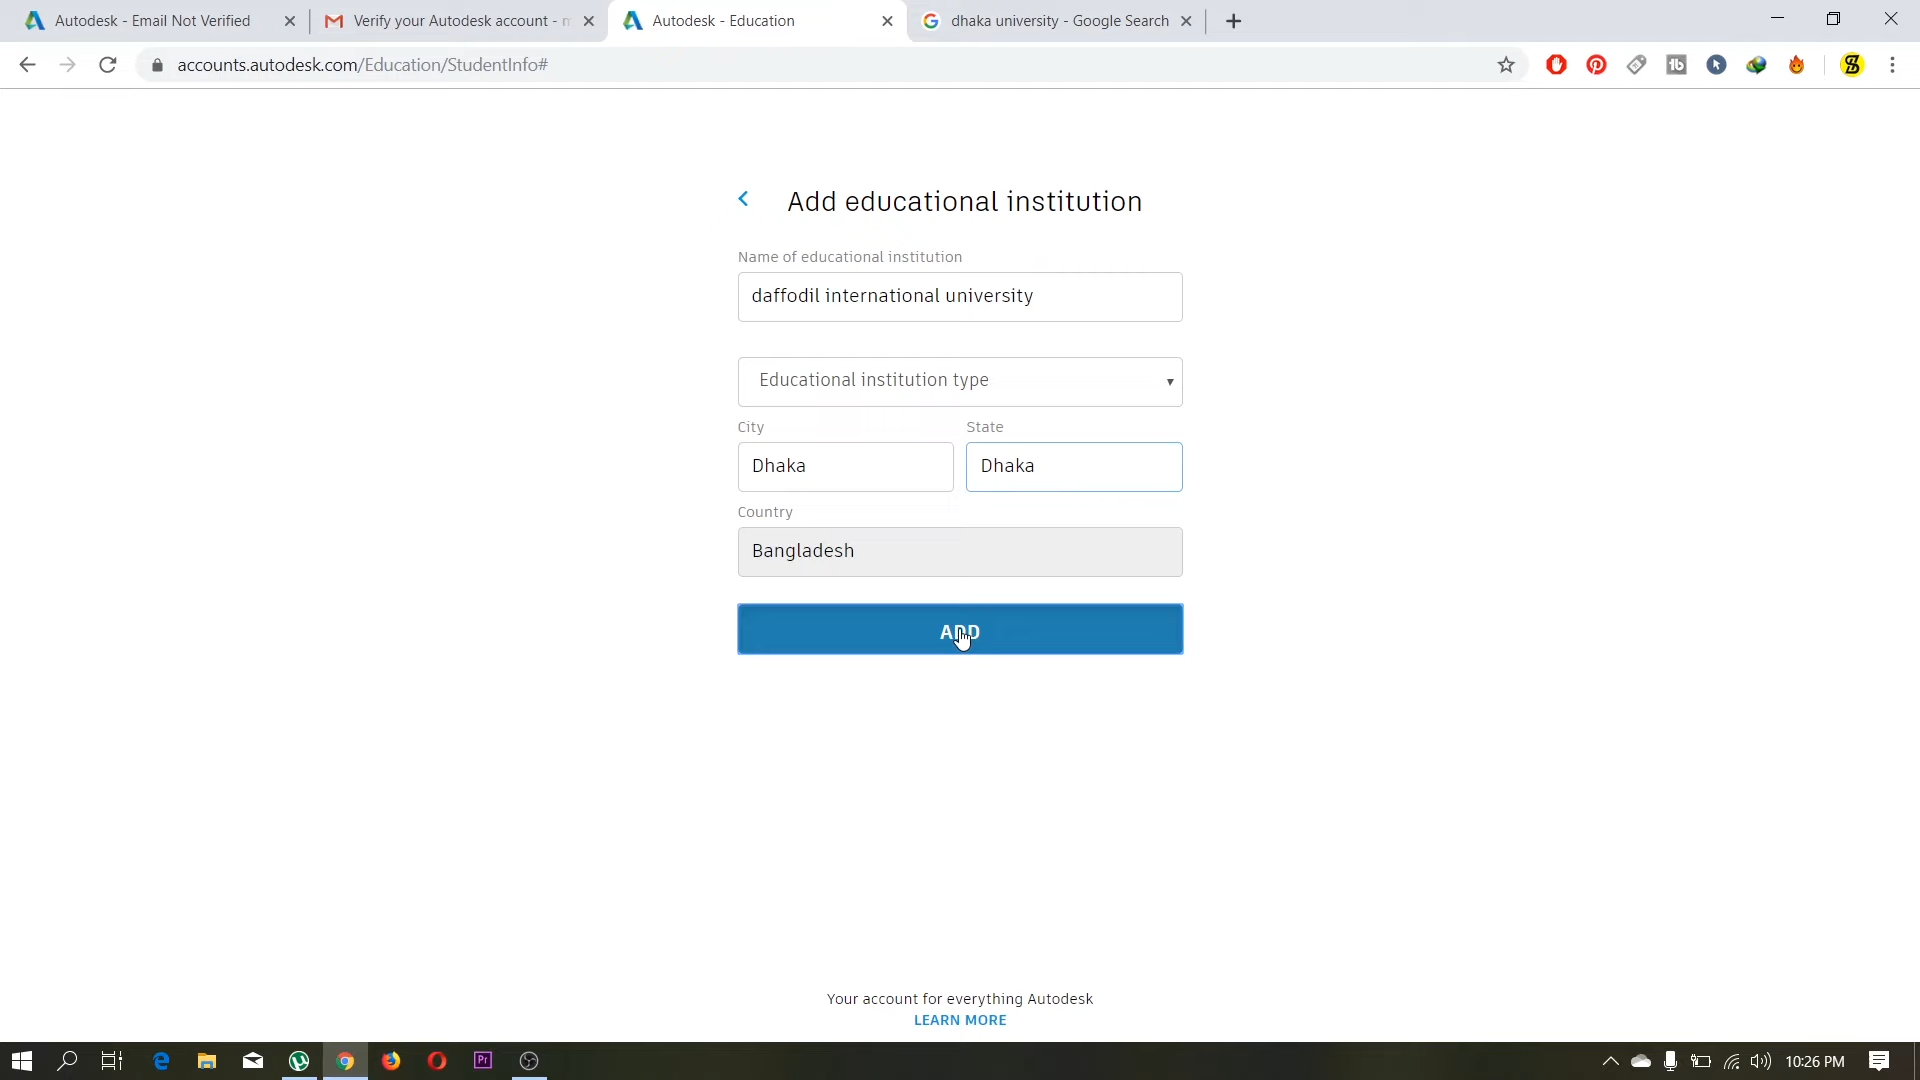 Autodesk - Email Not Verified
Verify your Autodesk account -
Autodesk - Education
dhaka university - Google Search
accounts.autodesk.com/Education/StudentInfo#
Add educational institution
Name of educational institution
daffodil international university
Educational institution type
City
State
Dhaka
Dhaka
Country
Bangladesh
ADD
Your account for everything Autodesk
LEARN MORE
Pr
10:26 PM